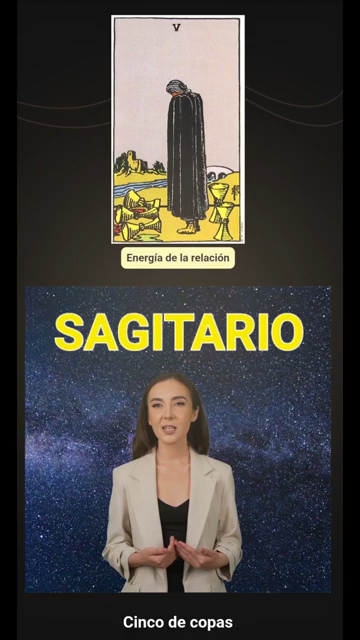 V
Energía de la relación
SAGITARIO
Cinco de copas